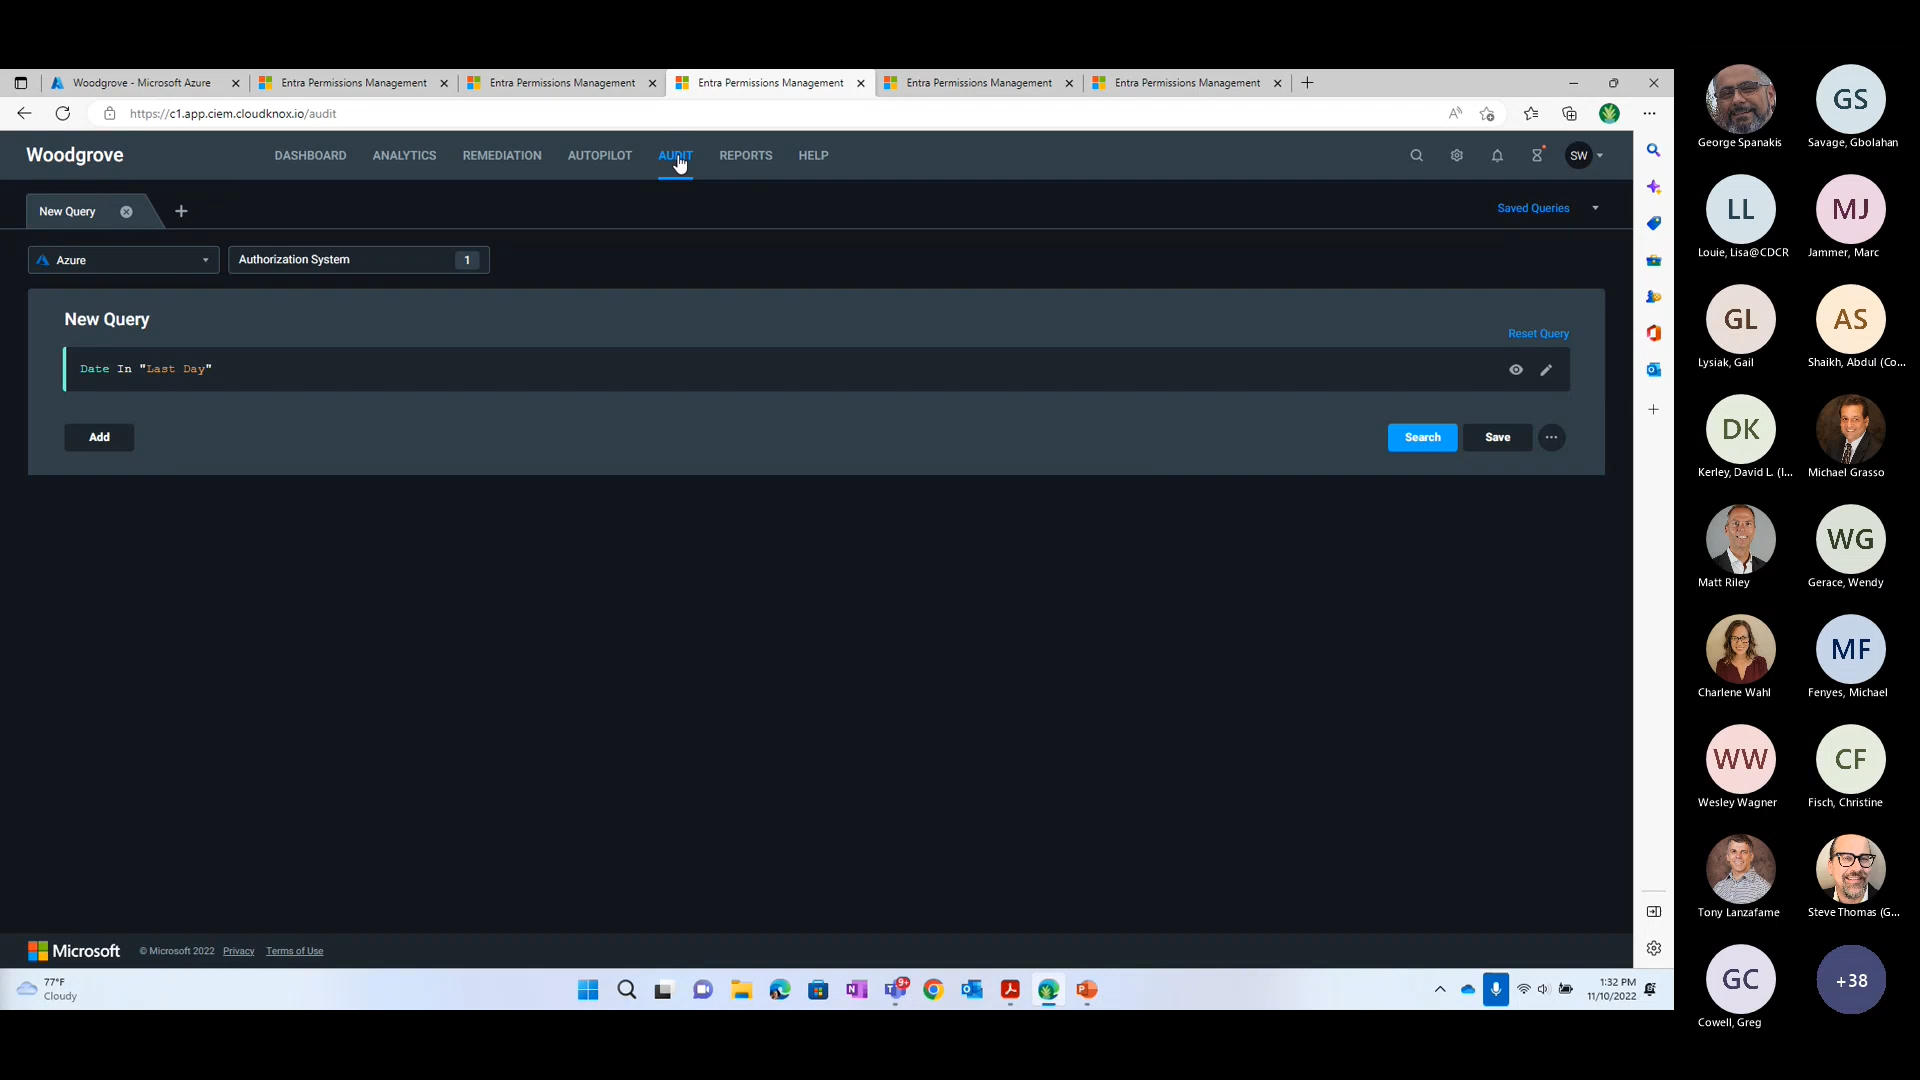 Woodgrove - Microsoft Azure
Entra Permissions Management
Entra Permissions Management
Entra Permissions Management
Entra Permissions Management
Entra Permissions Management
https://c1.app.ciem.cloudknox.io/audit
Woodgrove
DASHBOARD
ANALYTICS
REMEDIATION
AUTOPILOT
AUDIT
REPORTS
HELP
SW
New Query
Saved Queries
Azure
Authorization System
1
New Query
Reset Query
Date In "Last Day"
Add
Search
Save
Microsoft
© Microsoft 2022
Privacy
Terms of Use
77°F
Cloudy
9+
1:32 PM
11/10/2022
George Spanakis
GS
Savage, Gbolahan
LL
Louie, Lisa@CDCR
MJ
Jammer, Marc
GL
Lysiak, Gail
AS
Shaikh, Abdul (Co...
DK
Kerley, David L. (I...
Michael Grasso
Matt Riley
WG
Gerace, Wendy
Charlene Wahl
MF
Fenyes, Michael
WW
Wesley Wagner
CF
Fisch, Christine
Tony Lanzafame
Steve Thomas (G...
GC
Cowell, Greg
+38